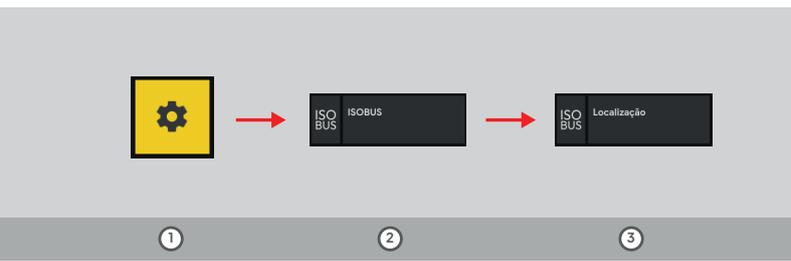 ISO
BUS
ISOBUS
ISO
BUS
Localização
1
2
3